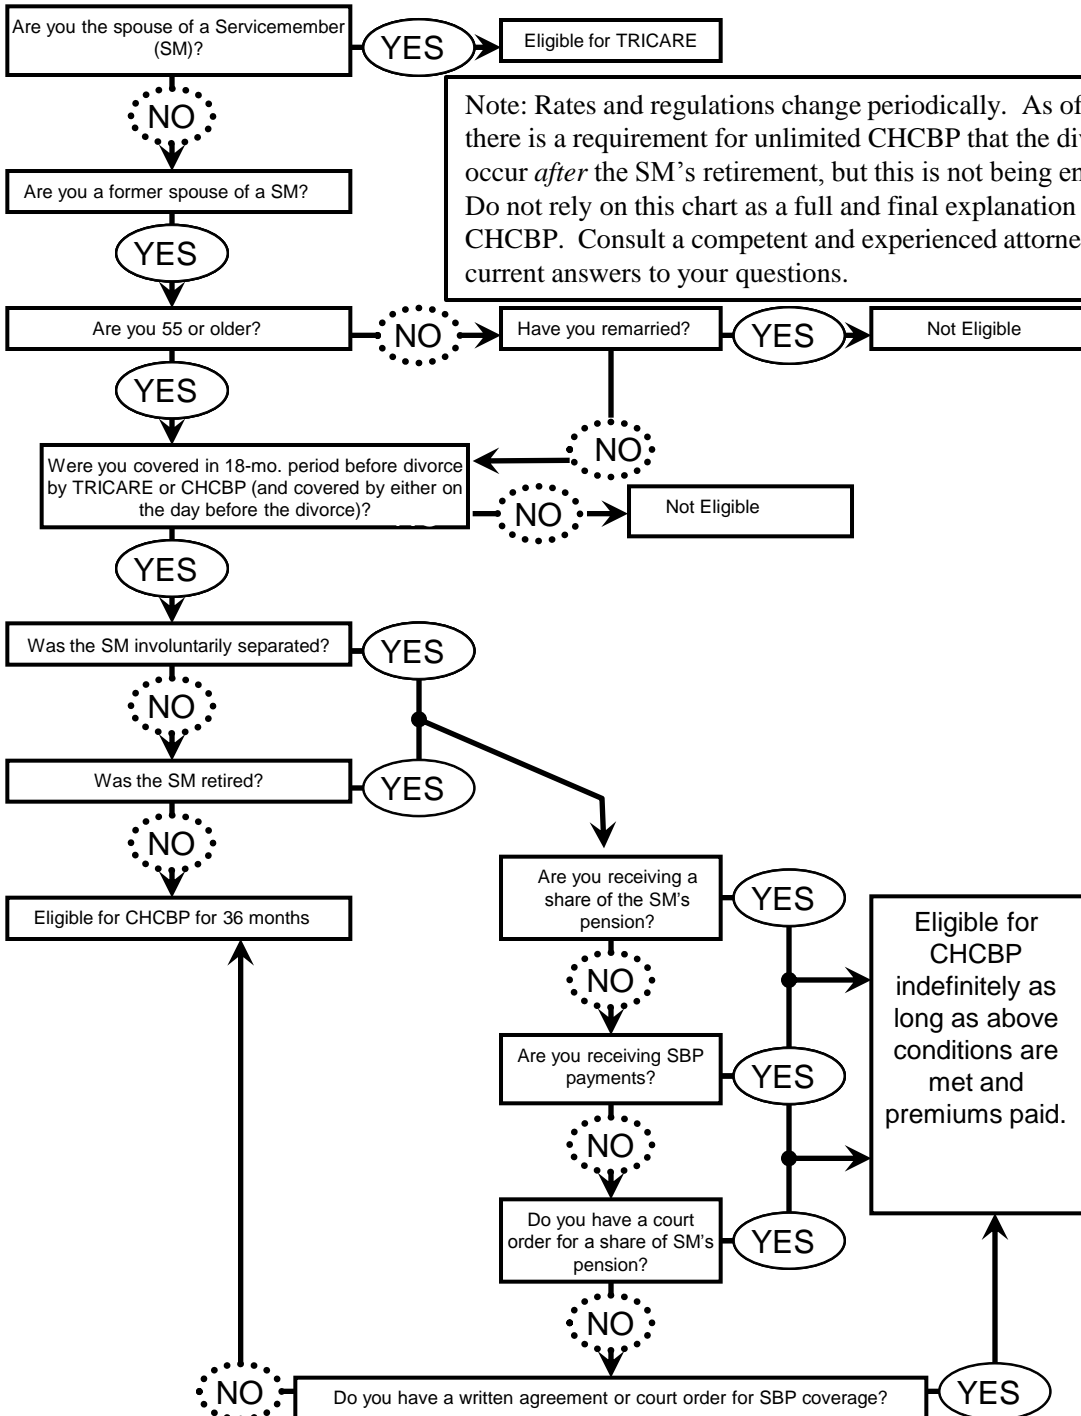 Are you the spouse of a Servicemember
(SM)?
YES
Eligible for TRICARE
NO
Note: Rates and regulations change periodically. As of
there is a requirement for unlimited CHCBP that the
occur after the SM's retirement, but this is not being
Do not rely on this chart as a full and final explanation
CHCBP. Consult a competent and experienced
current answers to your questions.
Are you a former spouse of a SM?
YES
Are you 55 or older?
NO
Have you remarried?
YES
Not Eligible
YES
NO
Were you covered in 18-mo. period before divorce
by TRICARE or CHCBP (and covered by either on
the day before the divorce)?
NO
Not Eligible
YES
Was the SM involuntarily separated?
YES
NO
Was the SM retired?
YES
NO
Eligible for CHCBP for 36 months
Are you receiving a
share of the SM's
pension?
YES
NO
Are you receiving SBP
payments?
YES
NO
Do you have a court
order for a share of SM's
pension?
YES
NO
Eligible for
CHCBP
indefinitely as
long as above
conditions are
met and
premiums paid.
NO
Do you have a written agreement or court order for SBP coverage?
YES